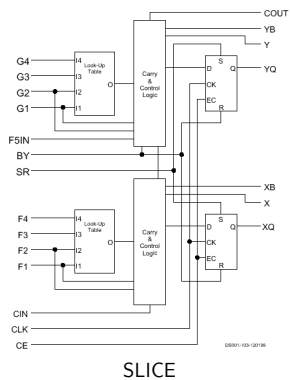 COUT
YB
Y
G4 I4 Look-Up Table Carry & Control Logic S
G3 I3 D Q YQ
G2 I2 O CK
G1 I1 EC
R
F5IN
BY
SR
XB
X
F4 I4 Look-Up Table Carry & Control Logic S
F3 I3 D Q XQ
F2 I2 O CK
F1 I1 EC
R
CIN
CLK
CE
DS001-103-120199
SLICE